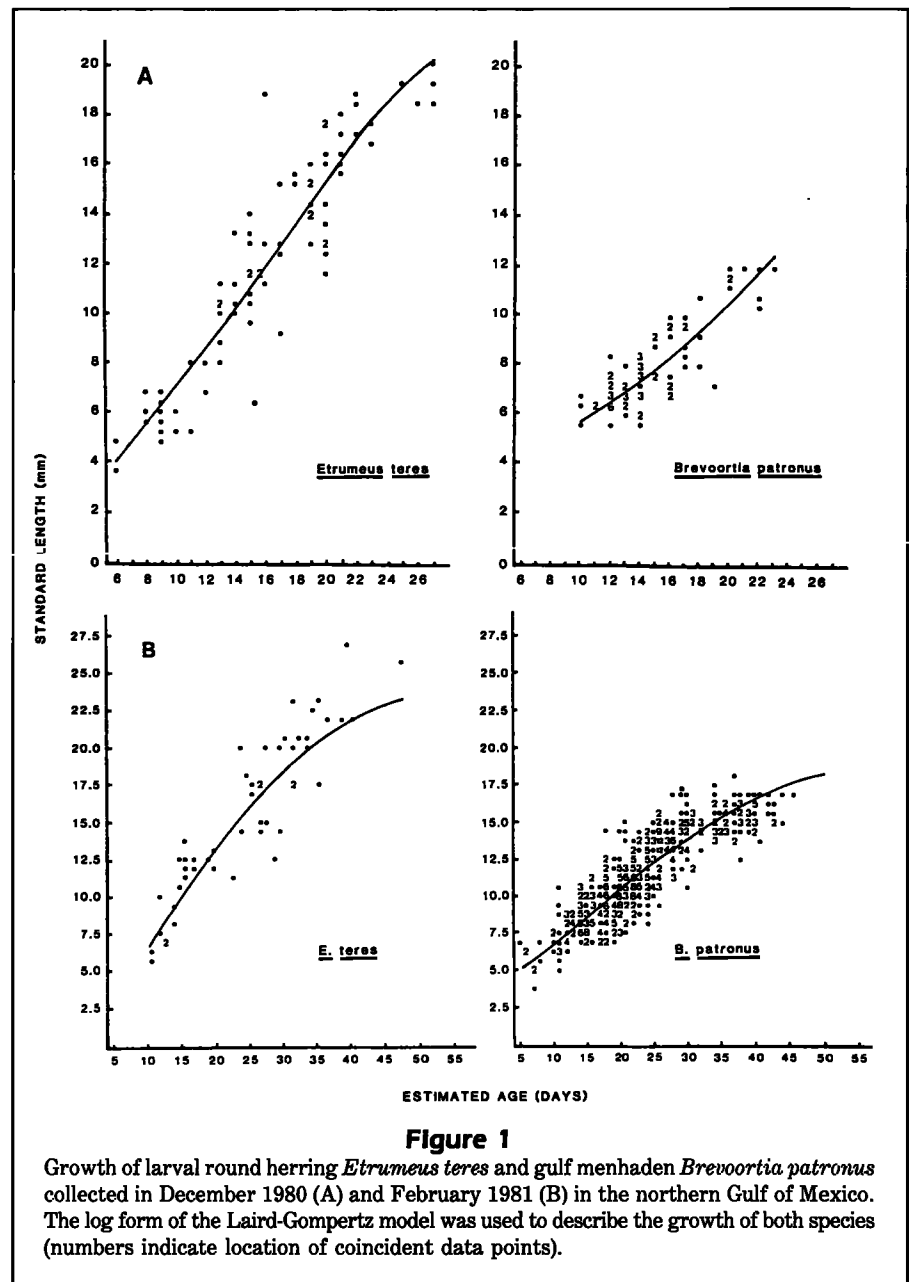 A
20
18
16
14
12
10
8
6
4
2
0
6 8 10 12 14 16 18 20 22 24 26
Etrumeus teres
20
18
16
14
12
10
8
6
4
2
0
6 8 10 12 14 16 18 20 22 24 26
Brevoortia patronus
STANDARD LENGTH (mm)
B
27.5
25.0
22.5
20.0
17.5
15.0
12.5
10.0
7.5
5.0
2.5
5 10 15 20 25 30 35 40 45 50 55
E. teres
27.5
25.0
22.5
20.0
17.5
15.0
12.5
10.0
7.5
5.0
2.5
5 10 15 20 25 30 35 40 45 50 55
B. patronus
ESTIMATED AGE (DAYS)
Figure 1
Growth of larval round herring Etrumeus teres and gulf menhaden Brevoortia patronus
collected in December 1980 (A) and February 1981 (B) in the northern Gulf of Mexico.
The log form of the Laird-Gompertz model was used to describe the growth of both species
(numbers indicate location of coincident data points).